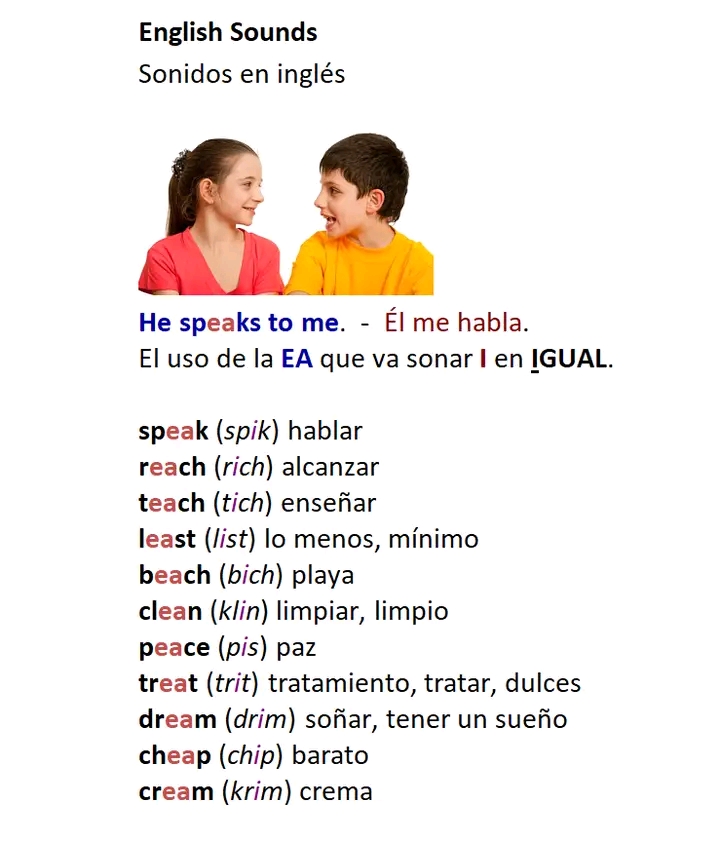 English Sounds
Sonidos en inglés
He speaks to me. - Él me habla.
El uso de la EA que va sonar I en IGUAL.
speak (spik) hablar
reach (rich) alcanzar
teach (tich) enseñar
least (list) lo menos, mínimo
beach (bich) playa
clean (klin) limpiar, limpio
peace (pis) paz
treat (trit) tratamiento, tratar, dulces
dream (drim) soñar, tener un sueño
cheap (chip) barato
cream (krim) crema